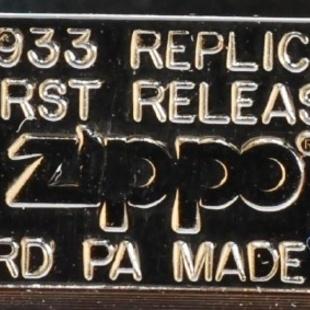 933 REPLIC
RST RELEAS
Zippo®
RD PA MADE